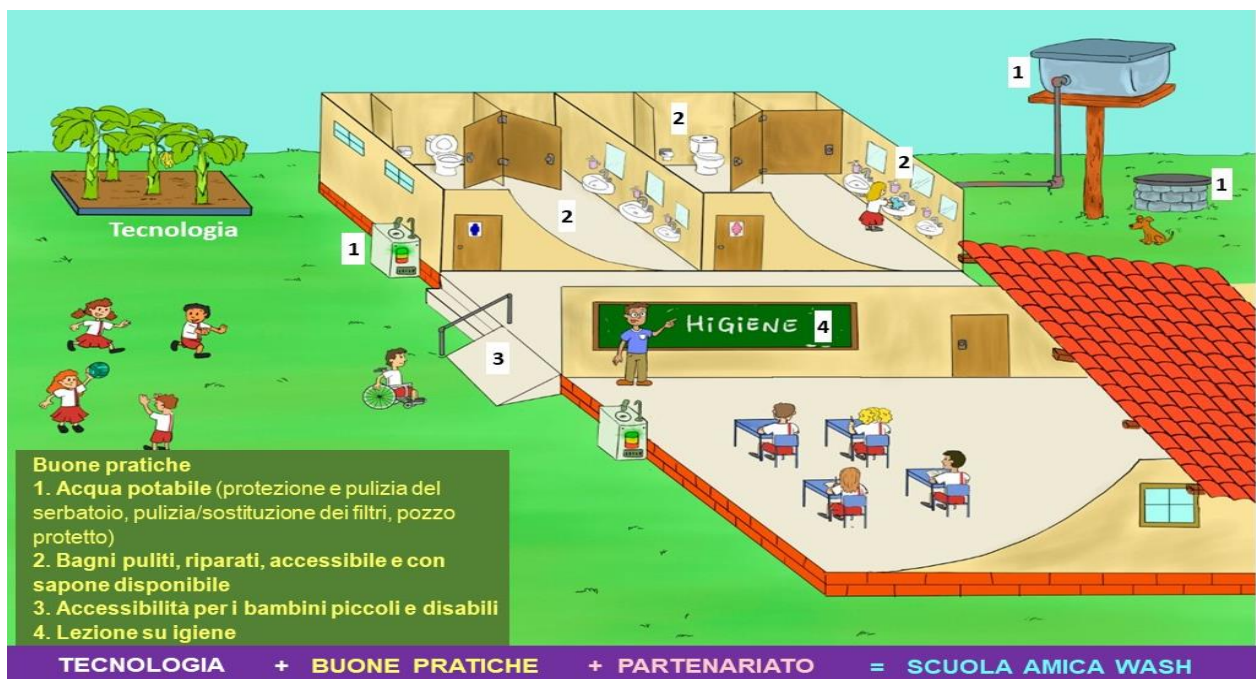 1
2
2
1
Tecnologia
2
1
HiGiENE
4
3
Buone pratiche
1. Acqua potabile (protezione e pulizia del
serbatoio, pulizia/sostituzione dei filtri, pozzo
protetto)
2. Bagni puliti, riparati, accessibile e con
sapone disponibile
3. Accessibilità per i bambini piccoli e disabili
4. Lezione su igiene
TECNOLOGIA + BUONE PRATICHE + PARTENARIATO = SCUOLA AMICA WASH